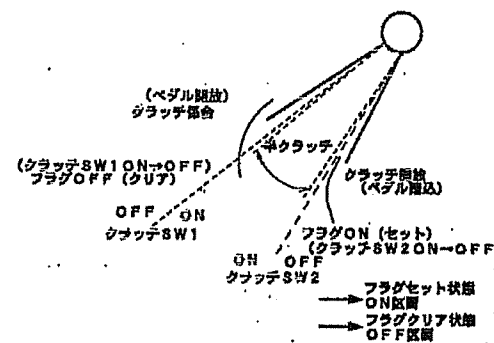 (ペダル開放)
クラッチ係合
半クラッチ
(クラッチSW1ON→OFF)
フラグOFF(クリア)
クラッチ開放
(ペダル踏込)
OFF ON
クラッチSW1
フラグON(セット)
(クラッチSW2ON→OFF
ON OFF
クラッチSW2
フラグセット状態
ON区間
フラグクリア状態
OFF区間